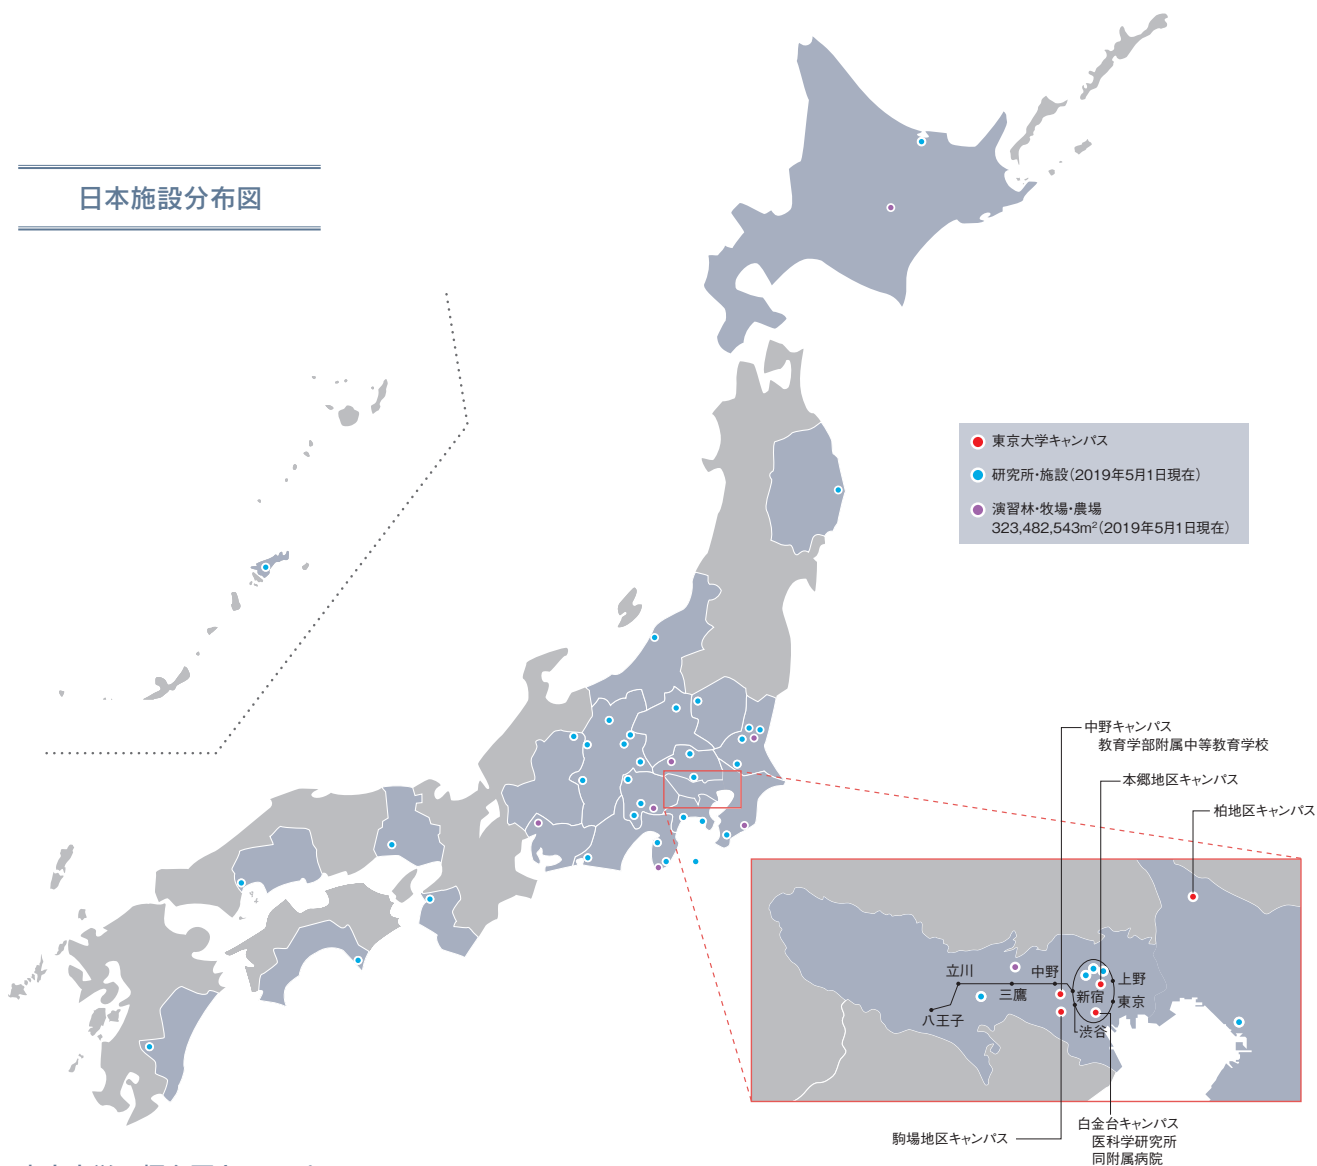 日本施設分布図
東京大学キャンパス
研究所・施設(2019年5月1日現在)
演習林・牧場・農場
323,482,543m²(2019年5月1日現在)
中野キャンパス
教育学部附属中等教育学校
本郷地区キャンパス
柏地区キャンパス
立川
中野
上野
三鷹
新宿
東京
八王子
渋谷
駒場地区キャンパス
白金台キャンパス
医科学研究所
同附属病院